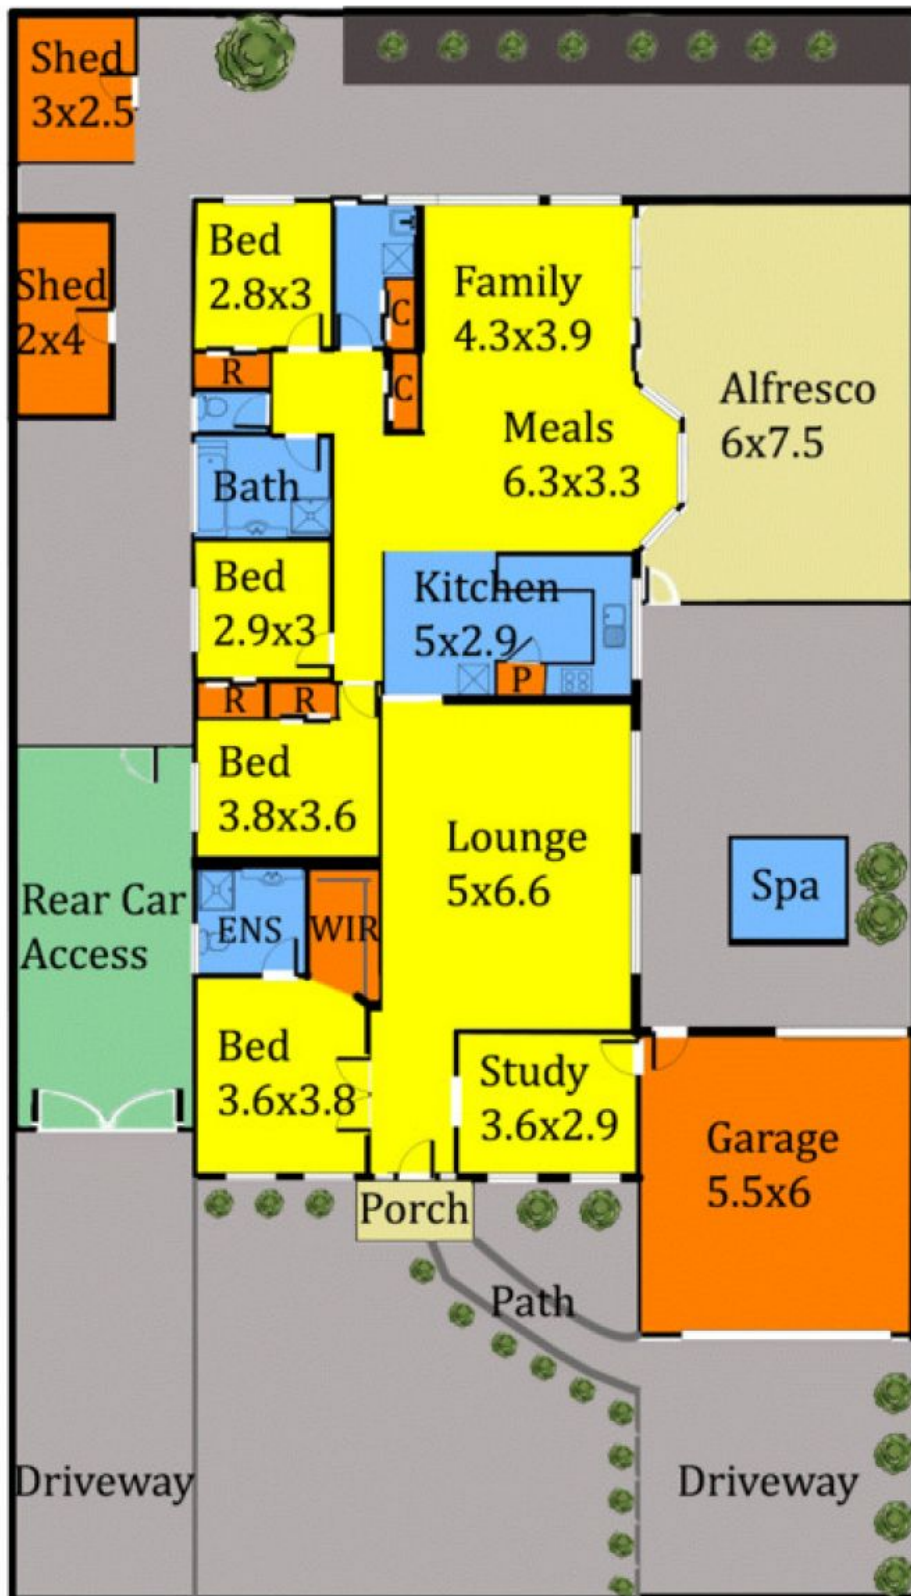 Shed
3x2.5
Shed
2x4
Bed
2.8x3
C
Family
4.3x3.9
R
C
Alfresco
6x7.5
Meals
6.3x3.3
Bath
Bed
2.9x3
Kitchen
5x2.9
P
R R
Bed
3.8x3.6
Lounge
5x6.6
Spa
Rear Car
Access
ENS
WIR
Bed
3.6x3.8
Study
3.6x2.9
Garage
5.5x6
Porch
Path
Driveway
Driveway